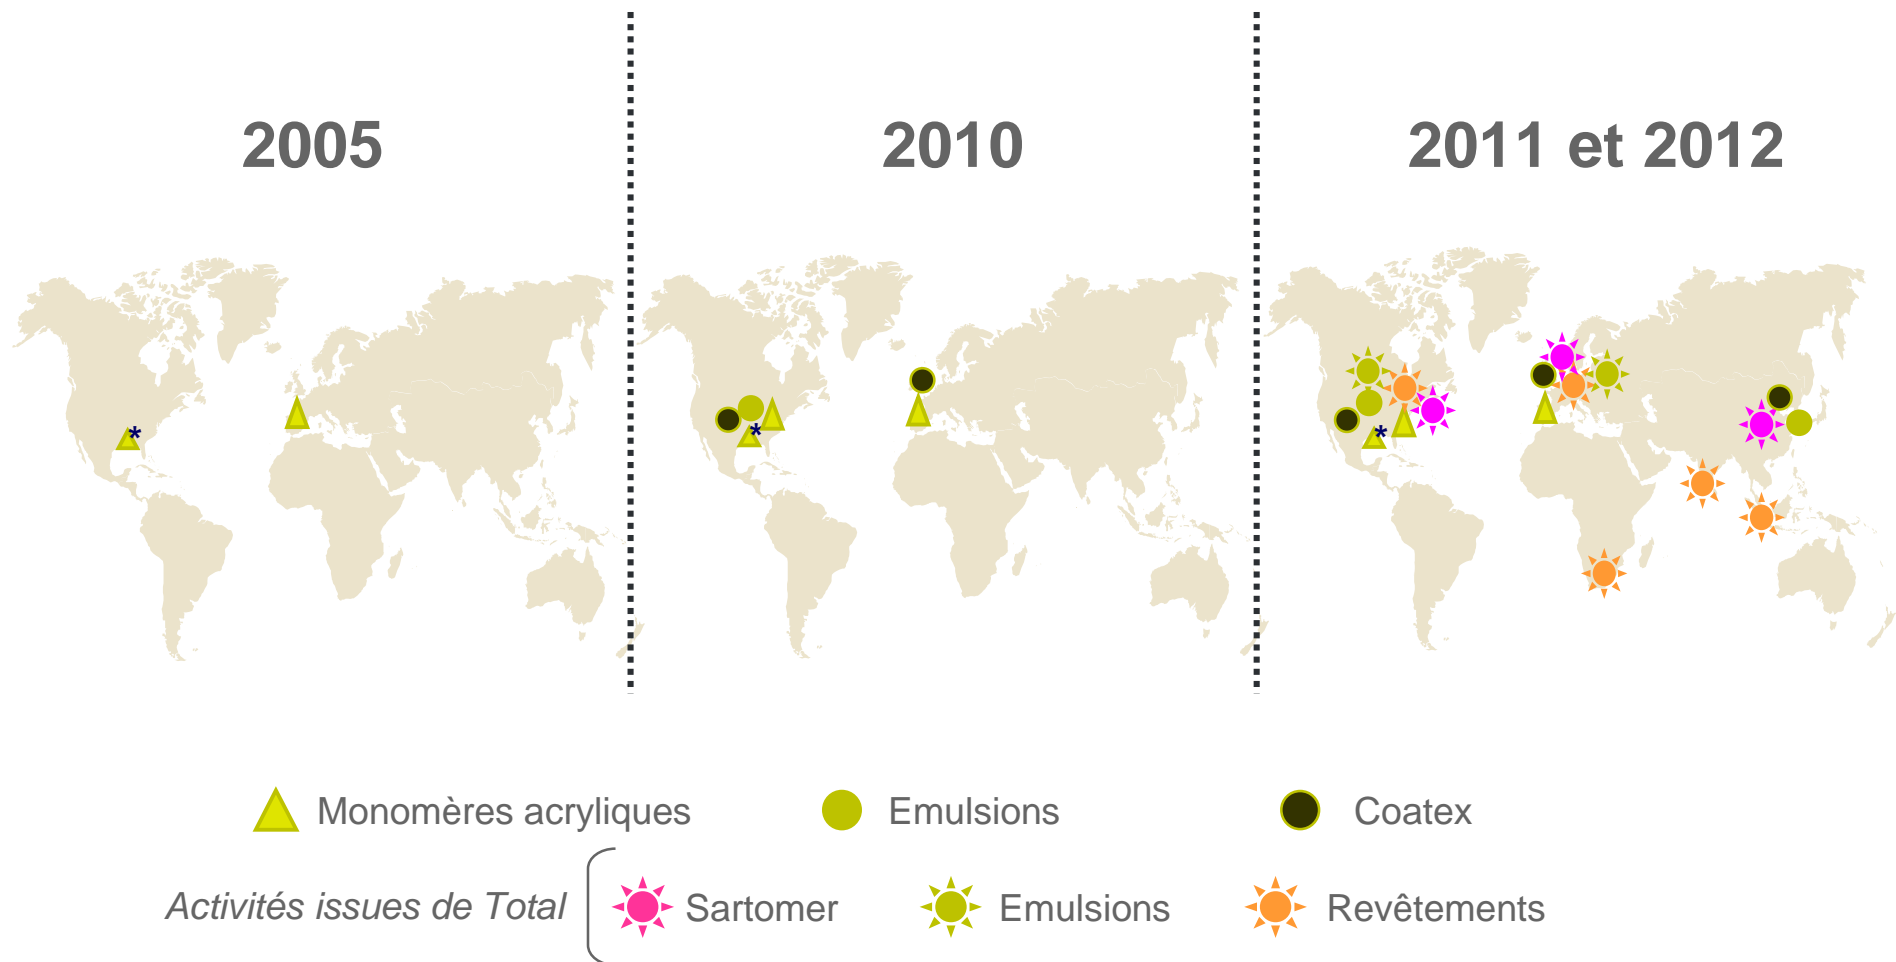 2005
2010
2011 et 2012
*
*
*
Monomères acryliques
Emulsions
Coatex
Activités issues de Total
Sartomer
Emulsions
Revêtements